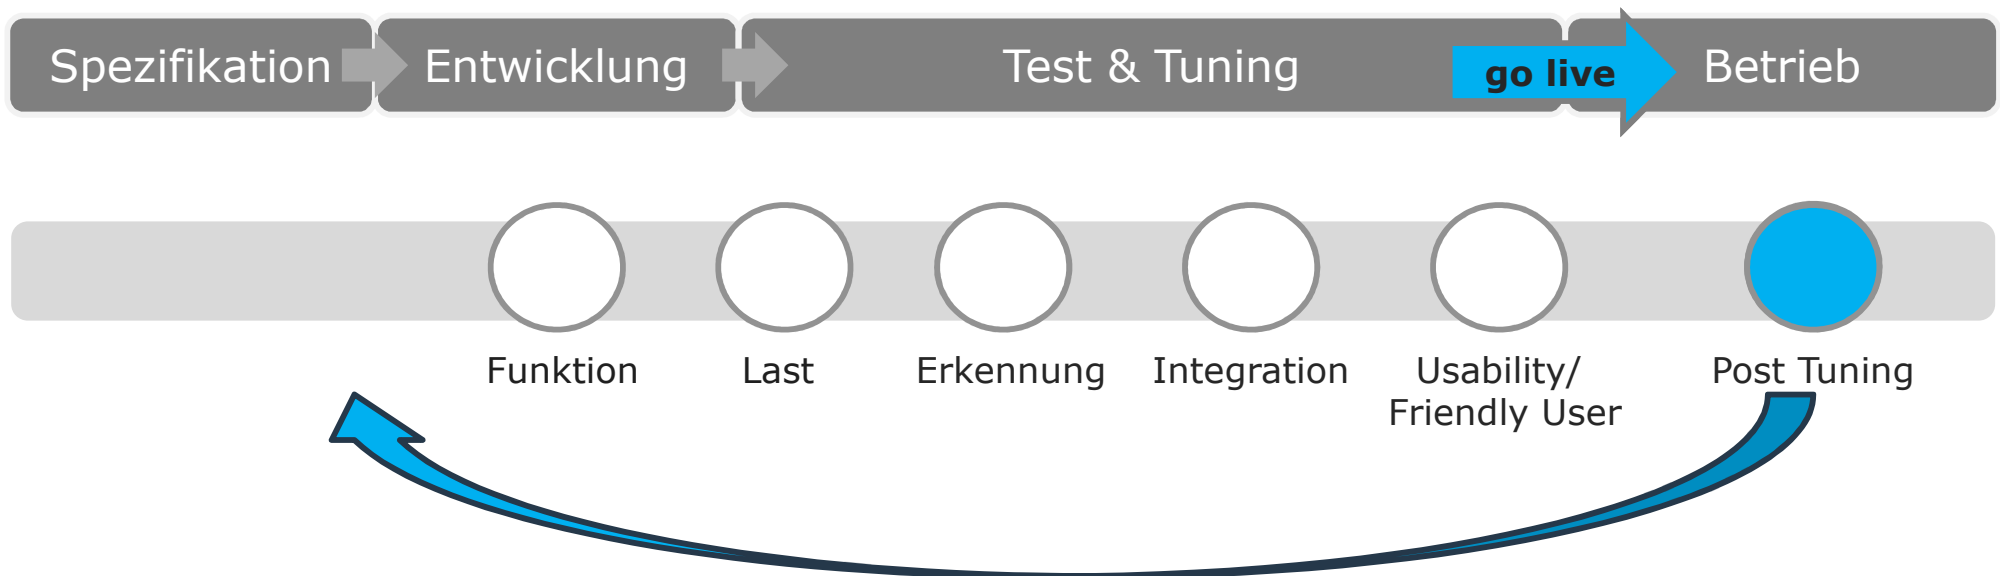 Spezifikation
Entwicklung
Test & Tuning
go live
Betrieb
Funktion
Last
Erkennung
Integration
Usability/
Friendly User
Post Tuning